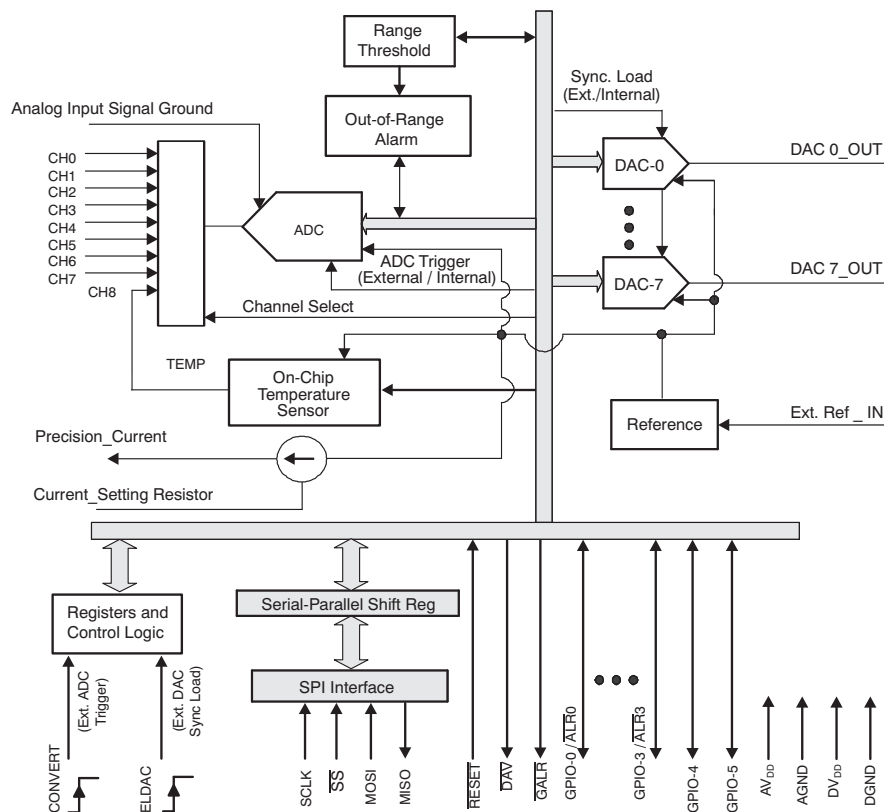 Range
Threshold
Out-of-Range
Alarm
Sync. Load
(Ext./Internal)
Analog Input Signal Ground
CH0
CH1
CH2
CH3
CH4
CH5
CH6
CH7
CH8
ADC
DAC-0
DAC 0_OUT
ADC Trigger
(External / Internal)
DAC-7
DAC 7_OUT
Channel Select
TEMP
On-Chip
Temperature
Sensor
Reference
Ext. Ref _ IN
Precision_Current
Current_Setting Resistor
Registers and
Control Logic
Serial-Parallel Shift Reg
SPI Interface
(Ext. ADC
Trigger)
(Ext. DAC
Sync Load)
CONVERT
ELDAC
SCLK
SS
MOSI
MISO
RESET
DAV
GALR
GPIO-0 / ALR0
GPIO-3 / ALR3
GPIO-4
GPIO-5
AVDD
AGND
DVDD
DGND